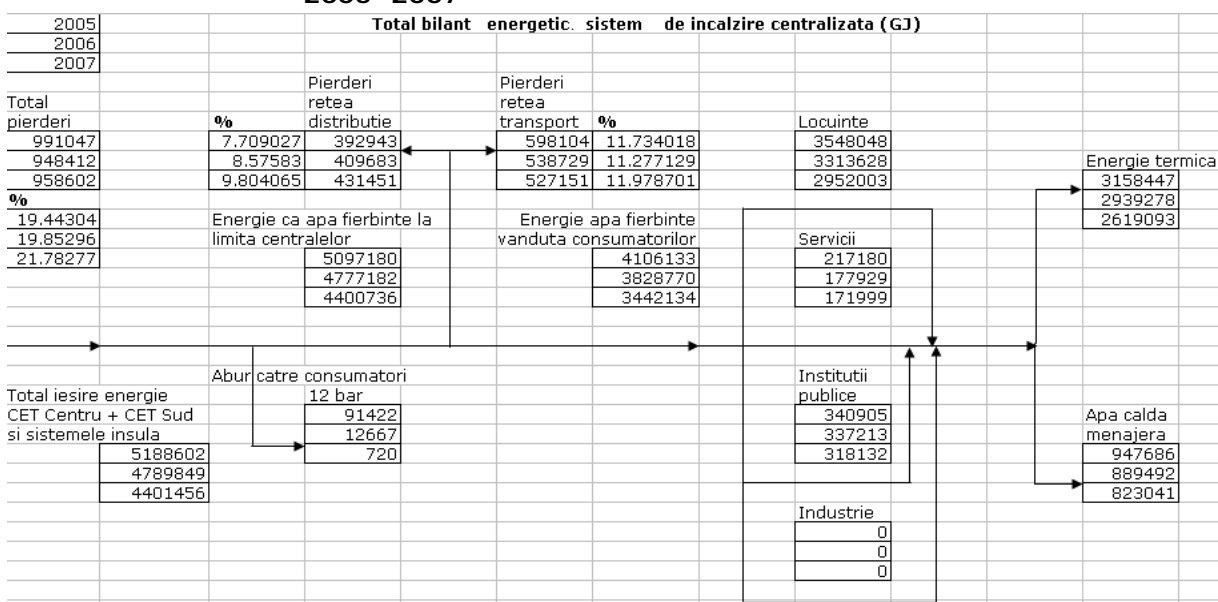 2005 Total bilant energetic. sistem de incalzire centralizata (GJ)
2006
2007
Pierderi Pierderi
Total retea retea
pierderi % distributie transport % Locuinte
991047 7.709027 392943 598104 11.734018 3548048
948412 8.57583 409683 538729 11.277129 3313628 Energie termica
958602 9.804065 431451 527151 11.978701 2952003 3158447
% 2939278
19.44304 Energie ca apa fierbinte la Energie apa fierbinte 2619093
19.85296 limita centralelor vanduta consumatorilor Servicii
21.78277 5097180 4106133 217180
4777182 3828770 177929
4400736 3442134 171999
Abur catre consumatori Institutii
Total iesire energie 12 bar publice
CET Centru + CET Sud 91422 340905 Apa calda
si sistemele insula 12667 337213 menajera
5188602 720 318132 947686
4789849 889492
4401456 823041
Industrie
0
0
0